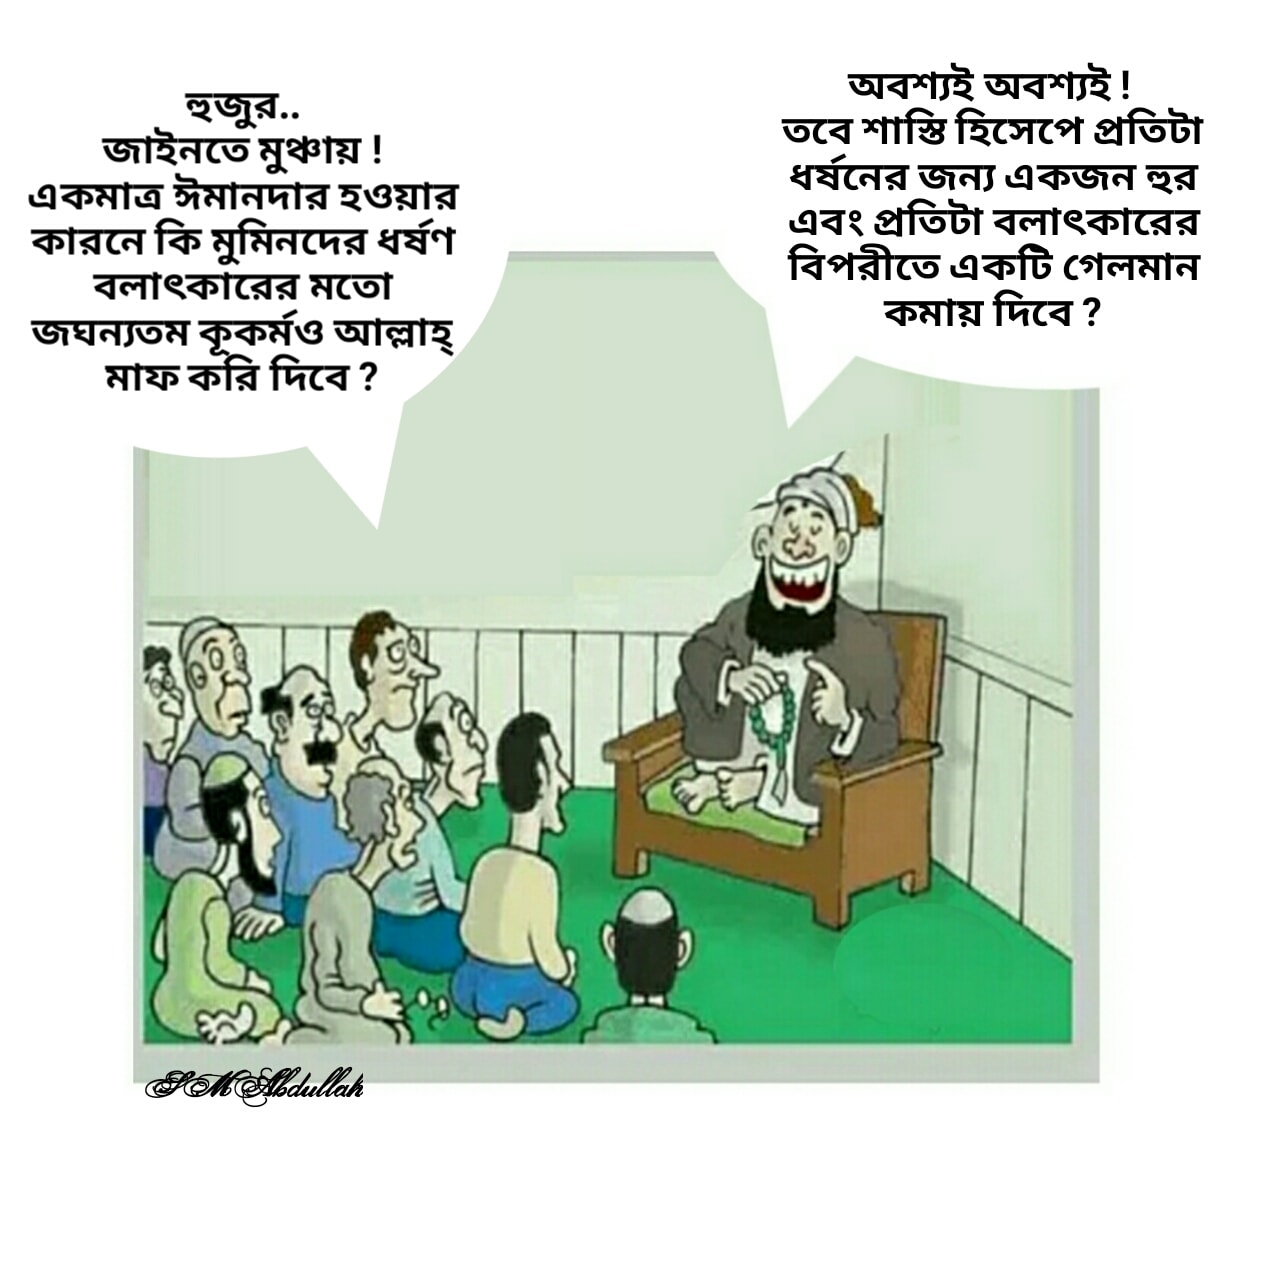 হুজুর..
জাইনতে মুঞ্চায় !
একমাত্র ঈমানদার হওয়ার
কারনে কি মুমিনদের ধর্ষণ
বলাৎকারের মতো
জঘন্যতম কূকর্মও আল্লাহ্
মাফ করি দিবে ?
অবশ্যই অবশ্যই !
তবে শাস্তি হিসেপে প্রতিটা
ধর্ষনের জন্য একজন হুর
এবং প্রতিটা বলাৎকারের
বিপরীতে একটি গেলমান
কমায় দিবে ?
S M Abdullah